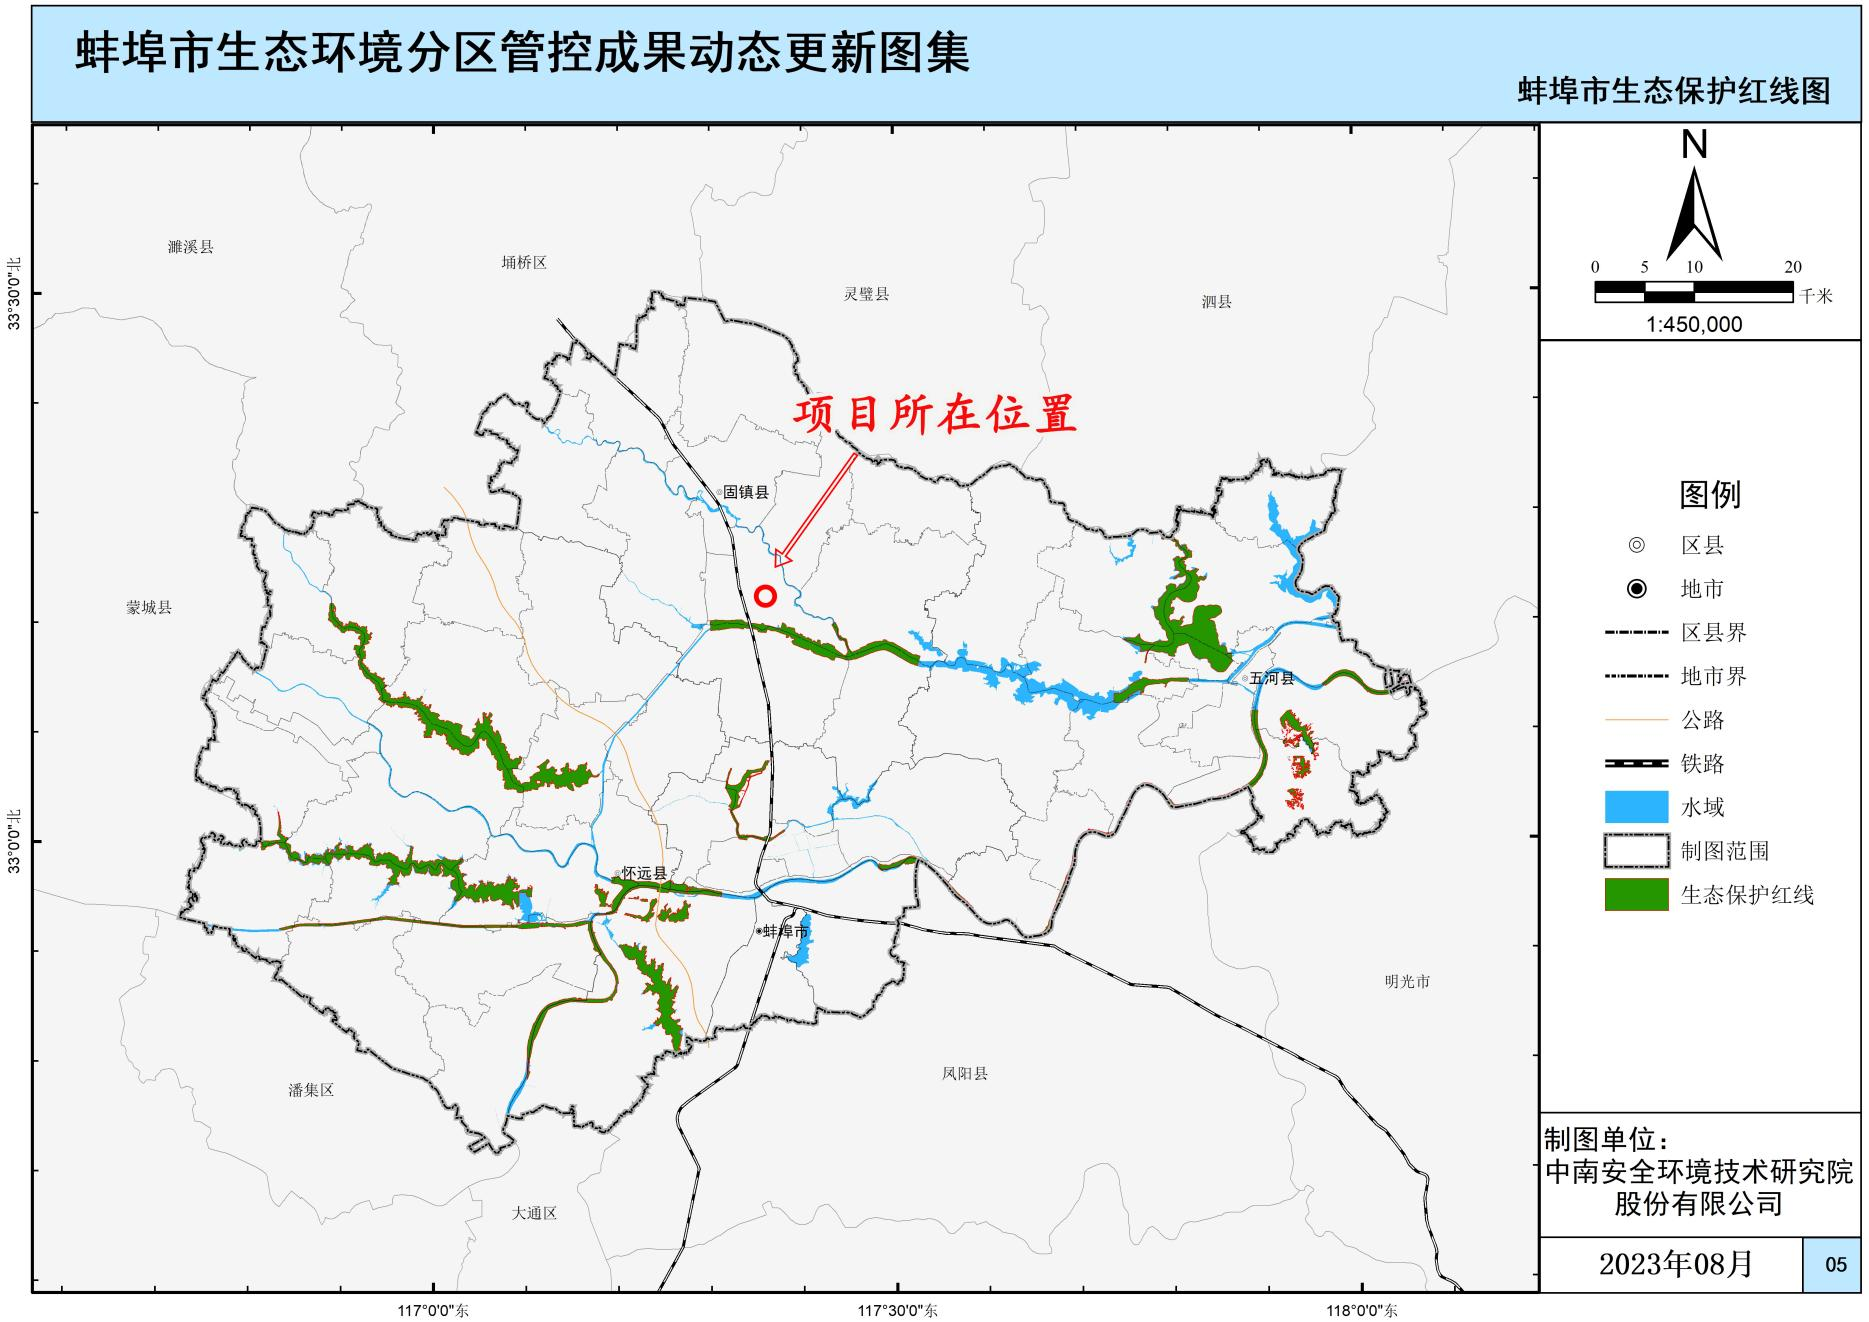 蚌埠市生态环境分区管控成果动态更新图集
蚌埠市生态保护红线图
N
0 5 10 20
千米
1:450,000
图例
区县
地市
区县界
地市界
公路
铁路
水域
制图范围
生态保护红线
制图单位：
中南安全环境技术研究院
股份有限公司
2023年08月
05
濉溪县
埇桥区
灵璧县
泗县
项目所在位置
固镇县
蒙城县
五河县
怀远县
蚌埠市
明光市
凤阳县
潘集区
大通区
33°30'0"北
33°0'0"北
117°0'0"东
117°30'0"东
118°0'0"东